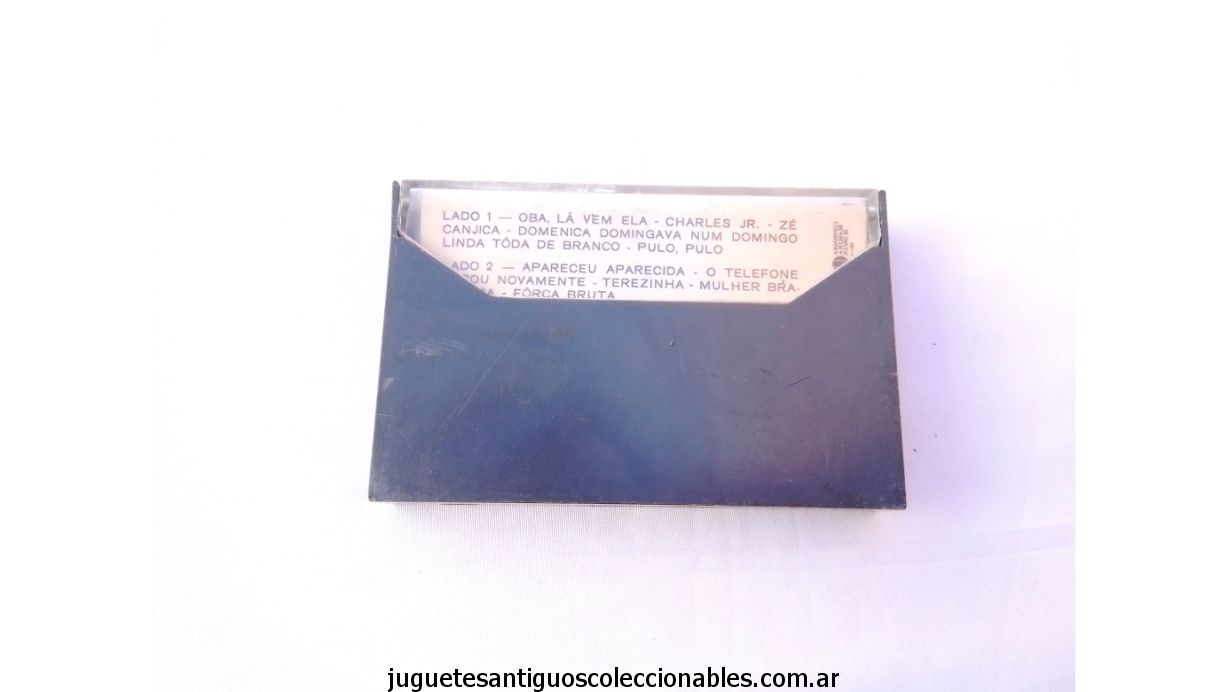 LADO 1 — OBA, LÁ VEM ELA - CHARLES JR. - ZÉ
CANJICA - DOMENICA DOMINGAVA NUM DOMINGO
LINDA TÔDA DE BRANCO - PULO, PULO
ADO 2 — APARECEU APARECIDA - O TELEFONE
COU NOVAMENTE - TEREZINHA - MULHER BRA-
A - FÔRÇA BRUTA
juguetesantiguoscoleccionables.com.ar